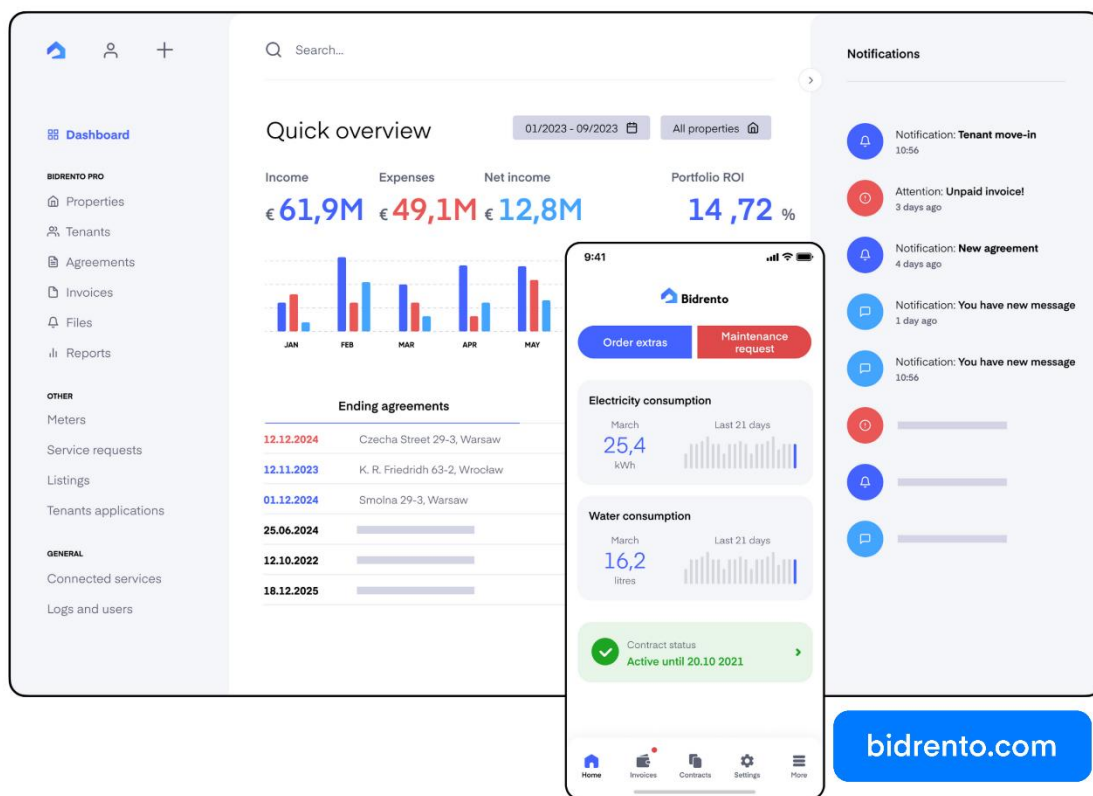 Search...
Notifications
Dashboard
BIDRENTO PRO
Properties
Tenants
Agreements
Invoices
Files
Reports
OTHER
Meters
Service requests
Listings
Tenants applications
GENERAL
Connected services
Logs and users
Quick overview
01/2023 - 09/2023
All properties
Income
Expenses
Net income
Portfolio ROI
€ 61,9M
€ 49,1M
€ 12,8M
14 ,72 %
JAN
FEB
MAR
APR
MAY
Ending agreements
12.12.2024 Czecha Street 29-3, Warsaw
12.11.2023 K. R. Friedridh 63-2, Wrocław
01.12.2024 Smolna 29-3, Warsaw
25.06.2024
12.10.2022
18.12.2025
9:41
Bidrento
Order extras
Maintenance
request
Electricity consumption
March
Last 21 days
25,4
kWh
Water consumption
March
Last 21 days
16,2
litres
Contract status
Active until 20.10 2021
Home
Invoices
Contracts
Settings
More
Notification: Tenant move-in
10:56
Attention: Unpaid invoice!
3 days ago
Notification: New agreement
4 days ago
Notification: You have new message
1 day ago
Notification: You have new message
10:56
bidrento.com